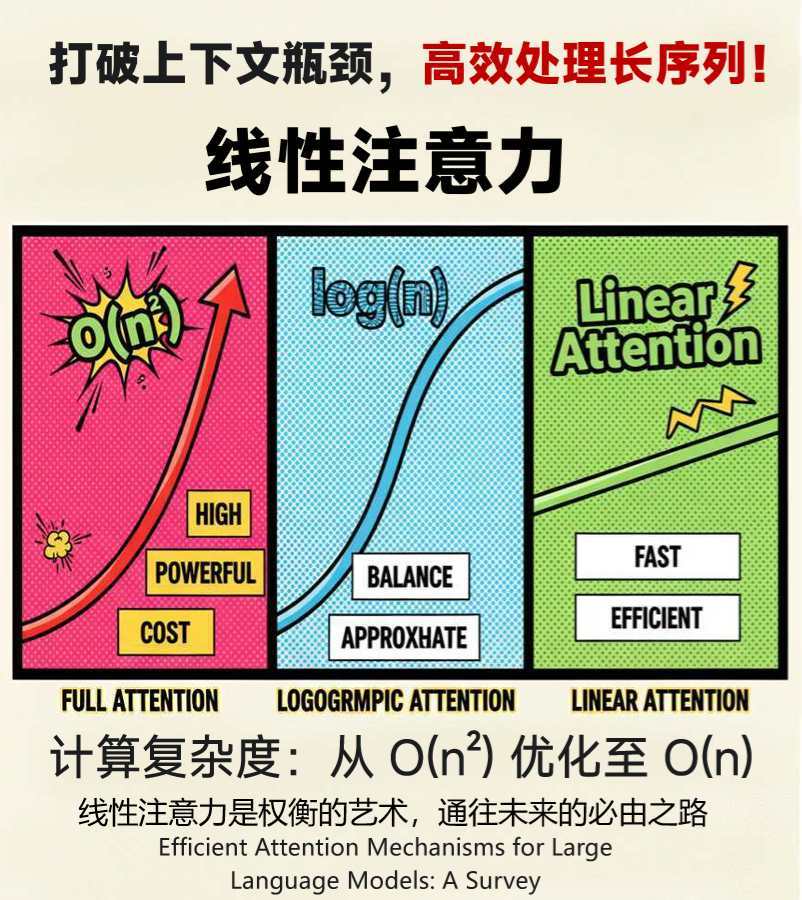 打破上下文瓶颈，高效处理长序列！
线性注意力
O(n²)
HIGH
POWERFUL
COST
log(n)
BALANCE
APPROXHATE
Linear
Attention
FAST
EFFICIENT
FULL ATTENTION
LOGOGRMPIC ATTENTION
LINEAR ATTENTION
计算复杂度：从 O(n²) 优化至 O(n)
线性注意力是权衡的艺术，通往未来的必由之路
Efficient Attention Mechanisms for Large
Language Models: A Survey